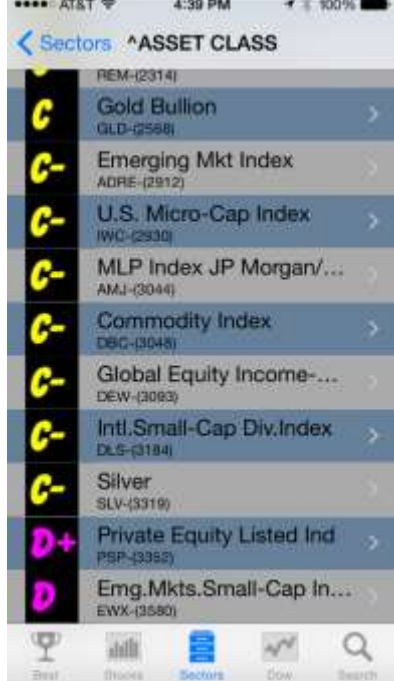 AT&T 4:39 PM 100%
Sectors ^ASSET CLASS
REM-(2314)
C Gold Bullion
GLD-(2568)
C- Emerging Mkt Index
ADRE-(2912)
C- U.S. Micro-Cap Index
IWC-(2930)
C- MLP Index JP Morgan/...
AMJ-(3044)
C- Commodity Index
DBC-(3048)
C- Global Equity Income-...
DEW-(3093)
C- Intl.Small-Cap Div.Index
DLS-(3184)
C- Silver
SLV-(3319)
D+ Private Equity Listed Ind
PSP-(3352)
D Emg.Mkts.Small-Cap In...
EWX-(3580)
Best Stocks Sectors Dow Search